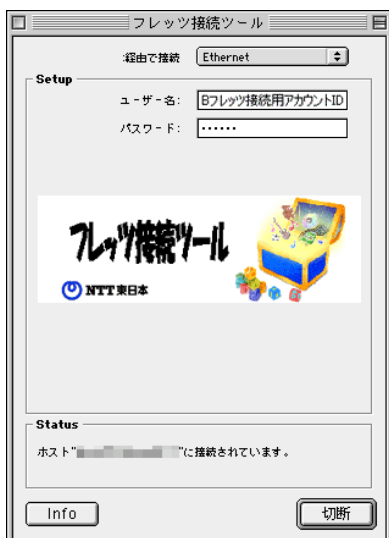 フレッツ接続ツール
:経由で接続 Ethernet
Setup
ユーザー名: Bフレッツ接続用アカウントID
パスワード: ••••••
フレッツ接続ツール
NTT東日本
Status
ホスト" "に接続されています。
Info 切断